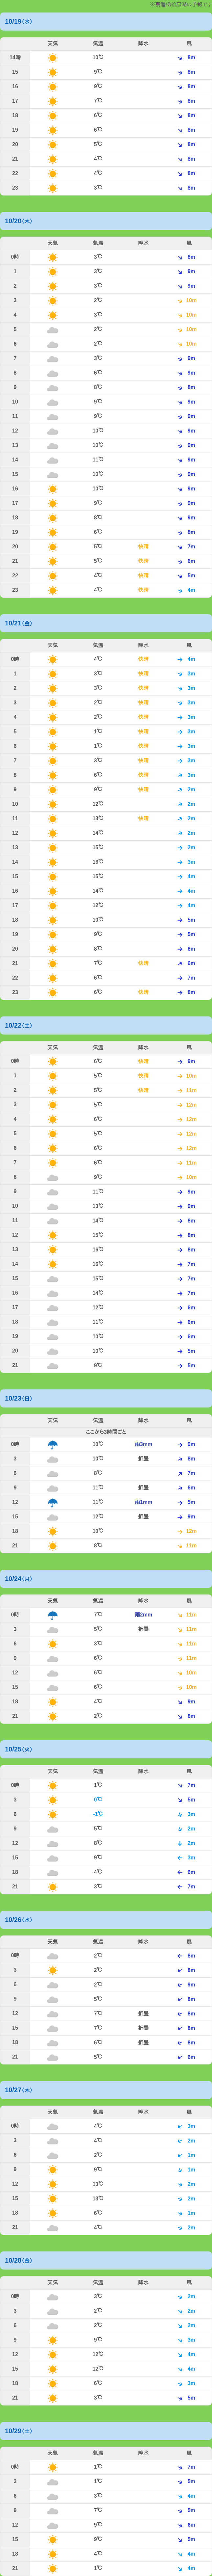 10/19(水)
天気 気温 降水 風
14時 10℃ 8m
15 9℃ 8m
16 9℃ 8m
17 7℃ 8m
18 6℃ 8m
19 6℃ 8m
20 5℃ 8m
21 4℃ 8m
22 4℃ 8m
23 3℃ 8m
10/20(木)
天気 気温 降水 風
0時 3℃ 8m
1 3℃ 9m
2 3℃ 9m
3 2℃ 10m
4 3℃ 10m
5 2℃ 10m
6 2℃ 10m
7 3℃ 9m
8 6℃ 9m
9 8℃ 8m
10 9℃ 9m
11 9℃ 9m
12 10℃ 9m
13 10℃ 9m
14 11℃ 9m
15 10℃ 9m
16 10℃ 9m
17 9℃ 9m
18 8℃ 9m
19 6℃ 8m
20 5℃ 快晴 7m
21 5℃ 快晴 6m
22 4℃ 快晴 5m
23 4℃ 快晴 4m
10/21(金)
天気 気温 降水 風
0時 4℃ 快晴 4m
1 3℃ 快晴 3m
2 3℃ 快晴 3m
3 2℃ 快晴 3m
4 2℃ 快晴 3m
5 1℃ 快晴 3m
6 1℃ 快晴 3m
7 3℃ 快晴 3m
8 6℃ 快晴 3m
9 9℃ 快晴 2m
10 12℃ 2m
11 13℃ 快晴 2m
12 14℃ 2m
13 15℃ 2m
14 16℃ 3m
15 15℃ 4m
16 14℃ 4m
17 12℃ 4m
18 10℃ 5m
19 9℃ 5m
20 8℃ 6m
21 7℃ 快晴 6m
22 6℃ 7m
23 6℃ 快晴 8m
10/22(土)
天気 気温 降水 風
0時 6℃ 快晴 9m
1 5℃ 快晴 10m
2 5℃ 快晴 11m
3 5℃ 12m
4 6℃ 12m
5 5℃ 12m
6 6℃ 12m
7 6℃ 11m
8 9℃ 10m
9 11℃ 9m
10 13℃ 9m
11 14℃ 8m
12 15℃ 8m
13 16℃ 8m
14 16℃ 7m
15 15℃ 7m
16 14℃ 7m
17 12℃ 6m
18 11℃ 6m
19 10℃ 6m
20 10℃ 5m
21 9℃ 5m
10/23(日)
天気 気温 降水 風
ここから3時間ごと
0時 10℃ 雨3mm 9m
3 10℃ 折畳 8m
6 8℃ 7m
9 11℃ 折畳 6m
12 11℃ 雨1mm 5m
15 12℃ 折畳 9m
18 10℃ 12m
21 8℃ 11m
10/24(月)
天気 気温 降水 風
0時 7℃ 雨2mm 11m
3 5℃ 折畳 11m
6 3℃ 11m
9 6℃ 11m
12 6℃ 10m
15 6℃ 10m
18 4℃ 9m
21 2℃ 8m
10/25(火)
天気 気温 降水 風
0時 1℃ 7m
3 0℃ 5m
6 -1℃ 3m
9 5℃ 2m
12 8℃ 2m
15 9℃ 3m
18 4℃ 6m
21 3℃ 7m
10/26(水)
天気 気温 降水 風
0時 2℃ 8m
3 2℃ 8m
6 2℃ 9m
9 5℃ 8m
12 7℃ 折畳 8m
15 7℃ 折畳 8m
18 6℃ 折畳 8m
21 5℃ 6m
10/27(木)
天気 気温 降水 風
0時 4℃ 3m
3 4℃ 2m
6 2℃ 1m
9 9℃ 1m
12 13℃ 2m
15 13℃ 2m
18 6℃ 1m
21 4℃ 2m
10/28(金)
天気 気温 降水 風
0時 3℃ 2m
3 2℃ 2m
6 2℃ 2m
9 9℃ 3m
12 12℃ 4m
15 12℃ 4m
18 6℃ 3m
21 3℃ 5m
10/29(土)
天気 気温 降水 風
0時 1℃ 7m
3 1℃ 5m
6 3℃ 4m
9 7℃ 5m
12 9℃ 6m
15 9℃ 5m
18 4℃ 4m
21 1℃ 4m